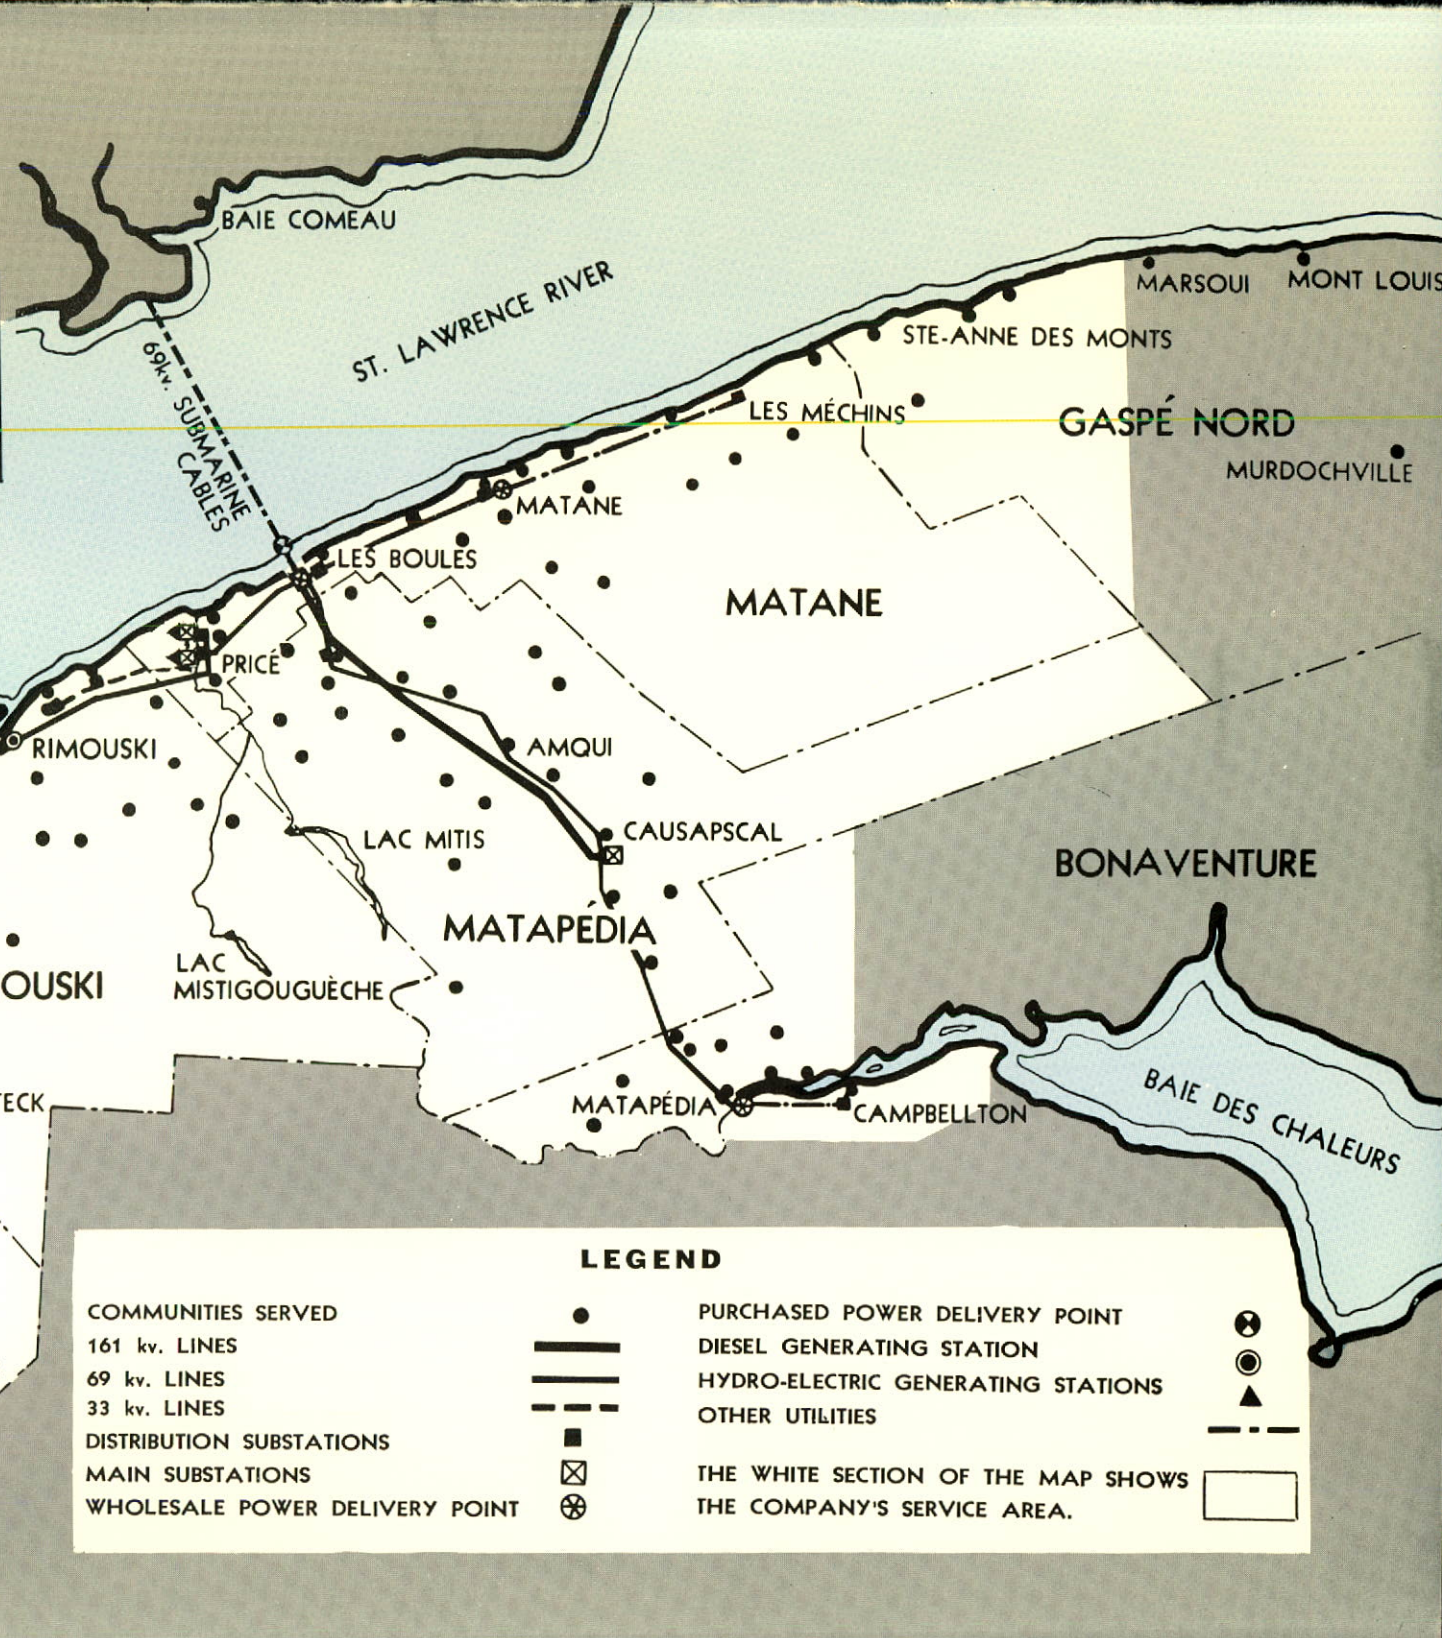 BAIE COMEAU
ST. LAWRENCE RIVER
69kv. SUBMARINE
CABLES
MARSOUI
MONT LOUIS
STE-ANNE DES MONTS
LES MÉCHINS
GASPÉ NORD
MURDOCHVILLE
MATANE
LES BOULES
MATANE
PRICE
RIMOUSKI
AMQUI
LAC MITIS
CAUSAPSCAL
BONAVENTURE
MATAPÉDIA
LAC
MISTIGOUGUÈCHE
OUSKI
TECK
MATAPÉDIA
CAMPBELLTON
BAIE DES CHALEURS
LEGEND
COMMUNITIES SERVED
161 kv. LINES
69 kv. LINES
33 kv. LINES
DISTRIBUTION SUBSTATIONS
MAIN SUBSTATIONS
WHOLESALE POWER DELIVERY POINT
PURCHASED POWER DELIVERY POINT
DIESEL GENERATING STATION
HYDRO-ELECTRIC GENERATING STATIONS
OTHER UTILITIES
THE WHITE SECTION OF THE MAP SHOWS
THE COMPANY'S SERVICE AREA.